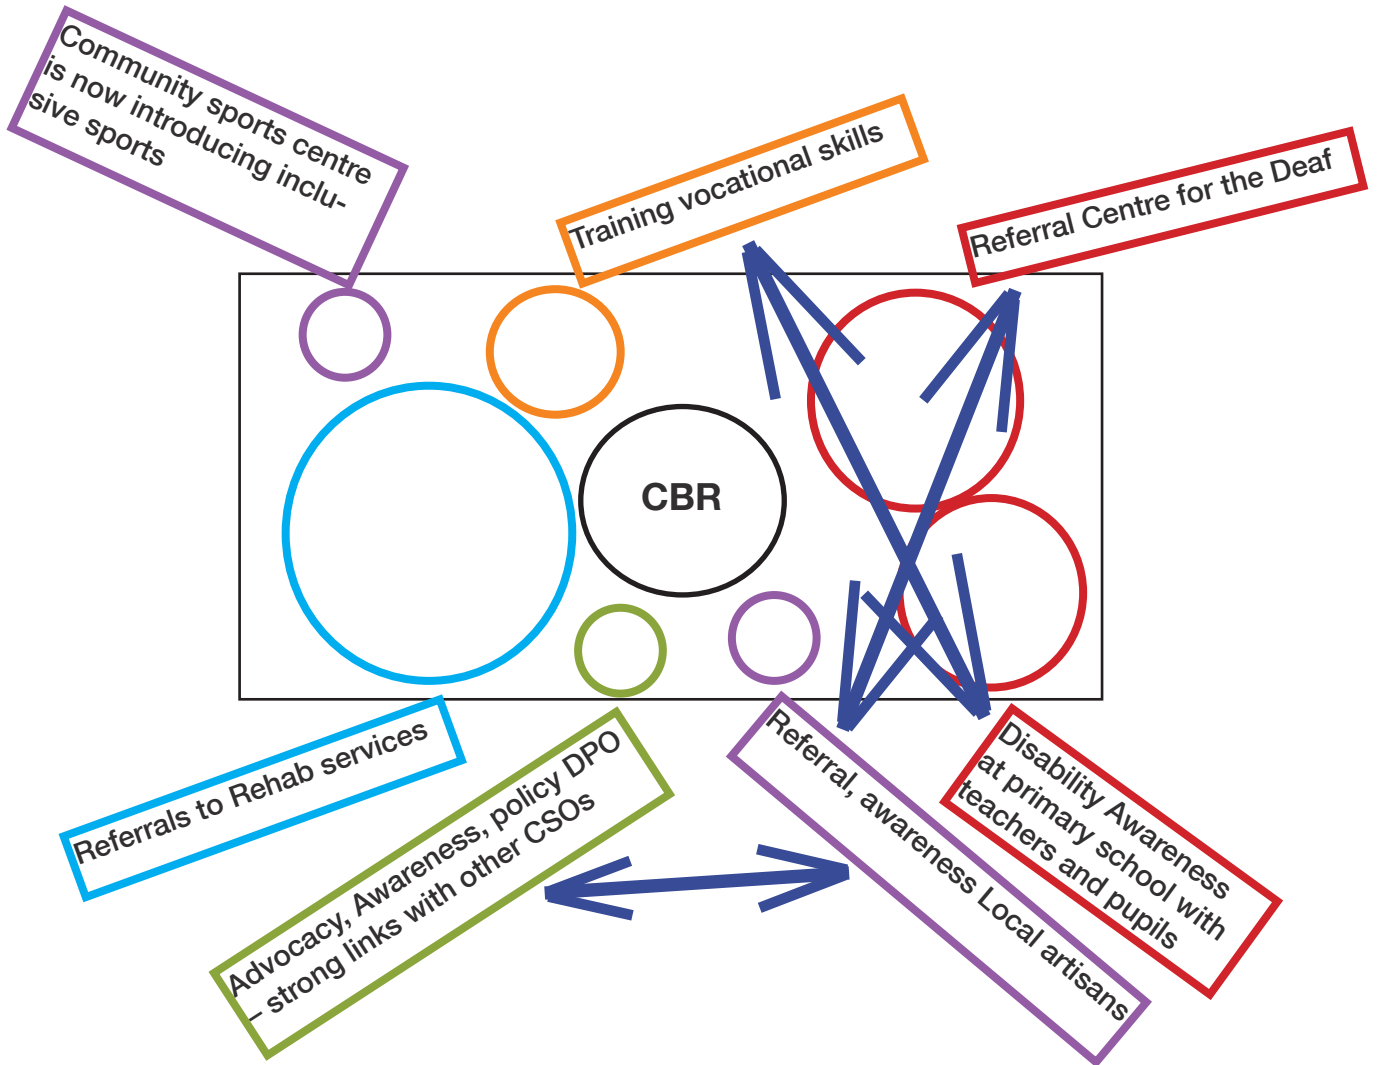 Community sports centre
is now introducing inclu-
sive sports
Training vocational skills
Referral Centre for the Deaf
CBR
Referrals to Rehab services
Advocacy, Awareness, policy DPO
– strong links with other CSOs
Referral, awareness Local artisans
Disability Awareness
at primary school with
teachers and pupils